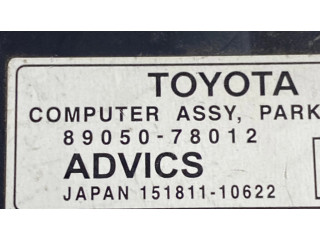 TOYOTA
COMPUTER ASSY, PARK
89050-78012
ADVICS
JAPAN 151811-10622